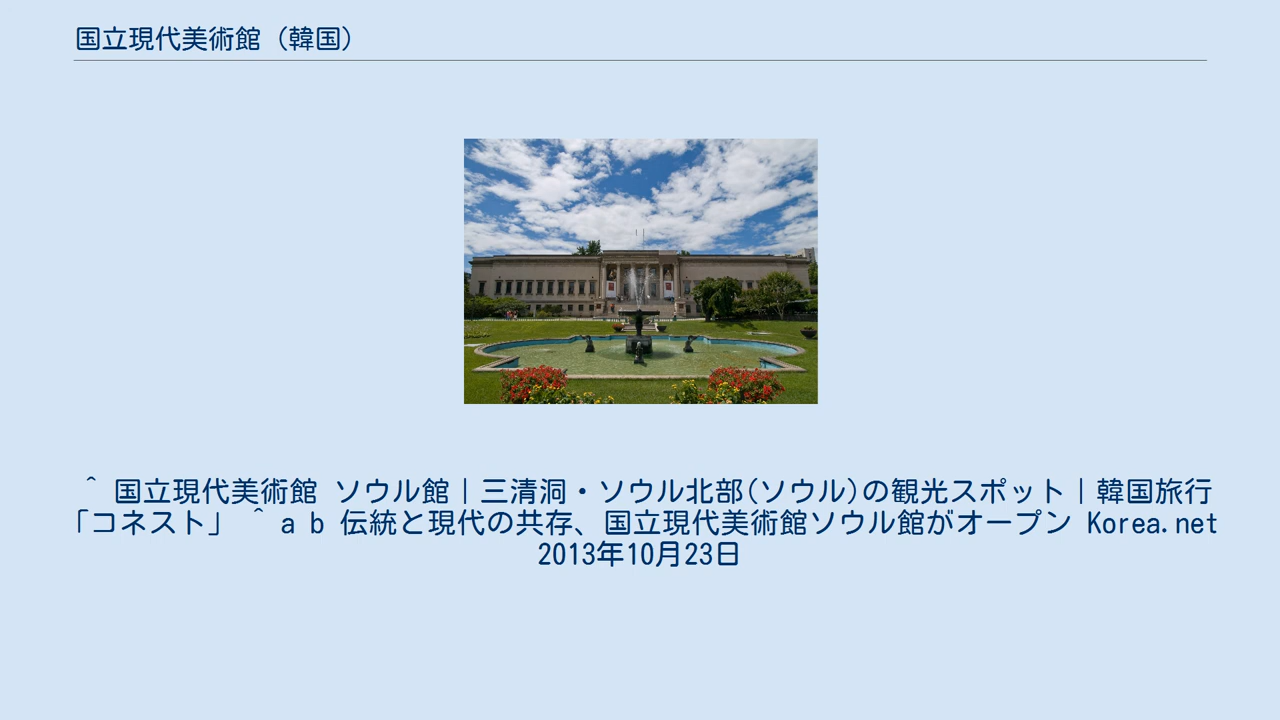 国立現代美術館（韓国）
^ 国立現代美術館 ソウル館｜三清洞・ソウル北部(ソウル)の観光スポット｜韓国旅行
「コネスト」 ^ a b 伝統と現代の共存、国立現代美術館ソウル館がオープン Korea.net
2013年10月23日